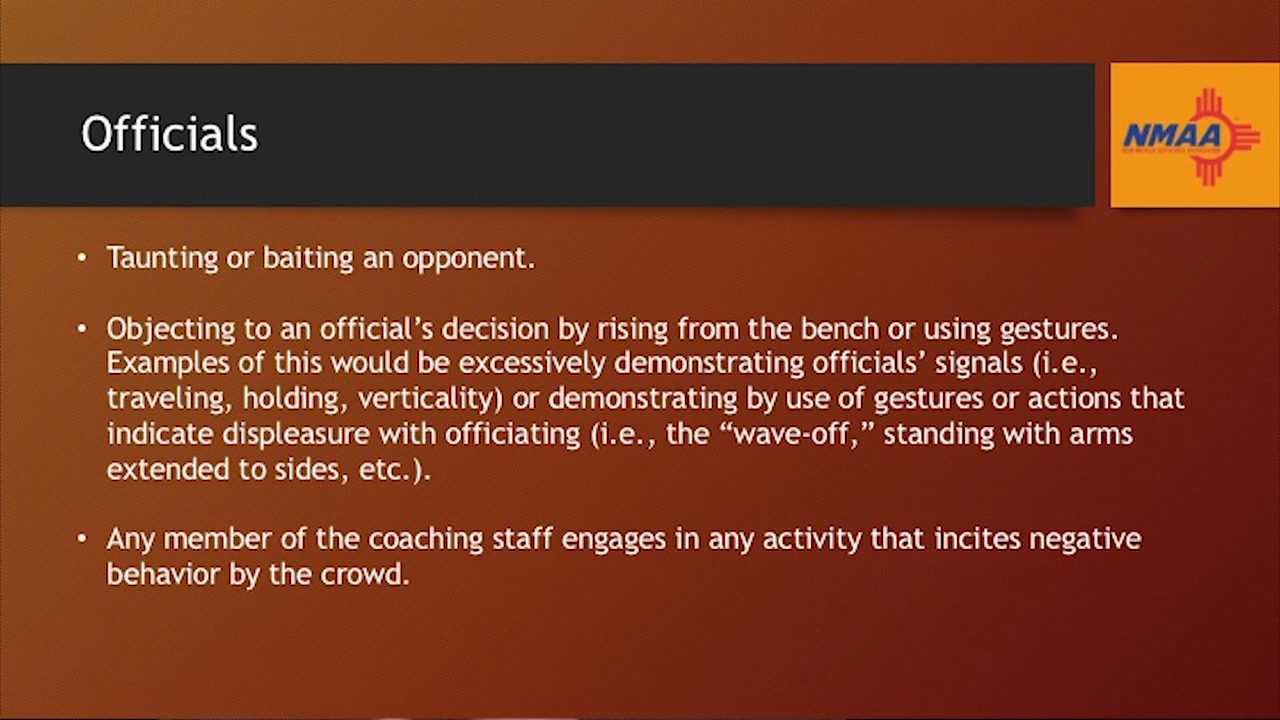 Officials
NMAA
• Taunting or baiting an opponent.
• Objecting to an official’s decision by rising from the bench or using gestures.
Examples of this would be excessively demonstrating officials’ signals (i.e.,
traveling, holding, verticality) or demonstrating by use of gestures or actions that
indicate displeasure with officiating (i.e., the “wave-off,” standing with arms
extended to sides, etc.).
• Any member of the coaching staff engages in any activity that incites negative
behavior by the crowd.